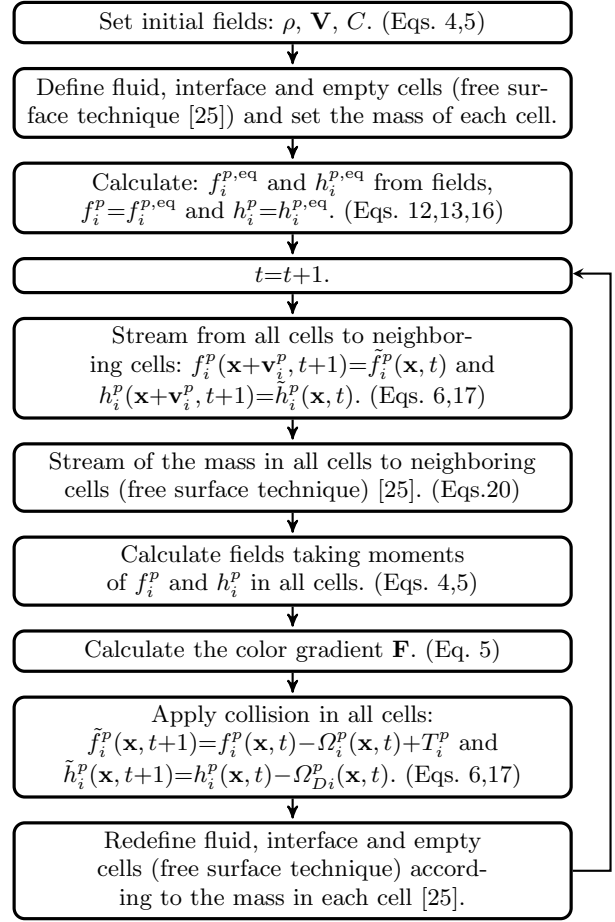 Set initial fields: ρ, V, C. (Eqs. 4,5)
Define fluid, interface and empty cells (free sur-
face technique [25]) and set the mass of each cell.
Calculate: f_i^{p,eq} and h_i^{p,eq} from fields,
f_i^p=f_i^{p,eq} and h_i^p=h_i^{p,eq}. (Eqs. 12,13,16)
t=t+1.
Stream from all cells to neighbor-
ing cells: f_i^p(x+v_i^p, t+1)=f̃_i^p(x, t) and
h_i^p(x+v_i^p, t+1)=h̃_i^p(x, t). (Eqs. 6,17)
Stream of the mass in all cells to neighboring
cells (free surface technique) [25]. (Eqs.20)
Calculate fields taking moments
of f_i^p and h_i^p in all cells. (Eqs. 4,5)
Calculate the color gradient F. (Eq. 5)
Apply collision in all cells:
f̃_i^p(x, t+1)=f_i^p(x, t)−Ω_i^p(x, t)+T_i^p and
h̃_i^p(x, t+1)=h_i^p(x, t)−Ω_{Di}^p(x, t). (Eqs. 6,17)
Redefine fluid, interface and empty
cells (free surface technique) accord-
ing to the mass in each cell [25].